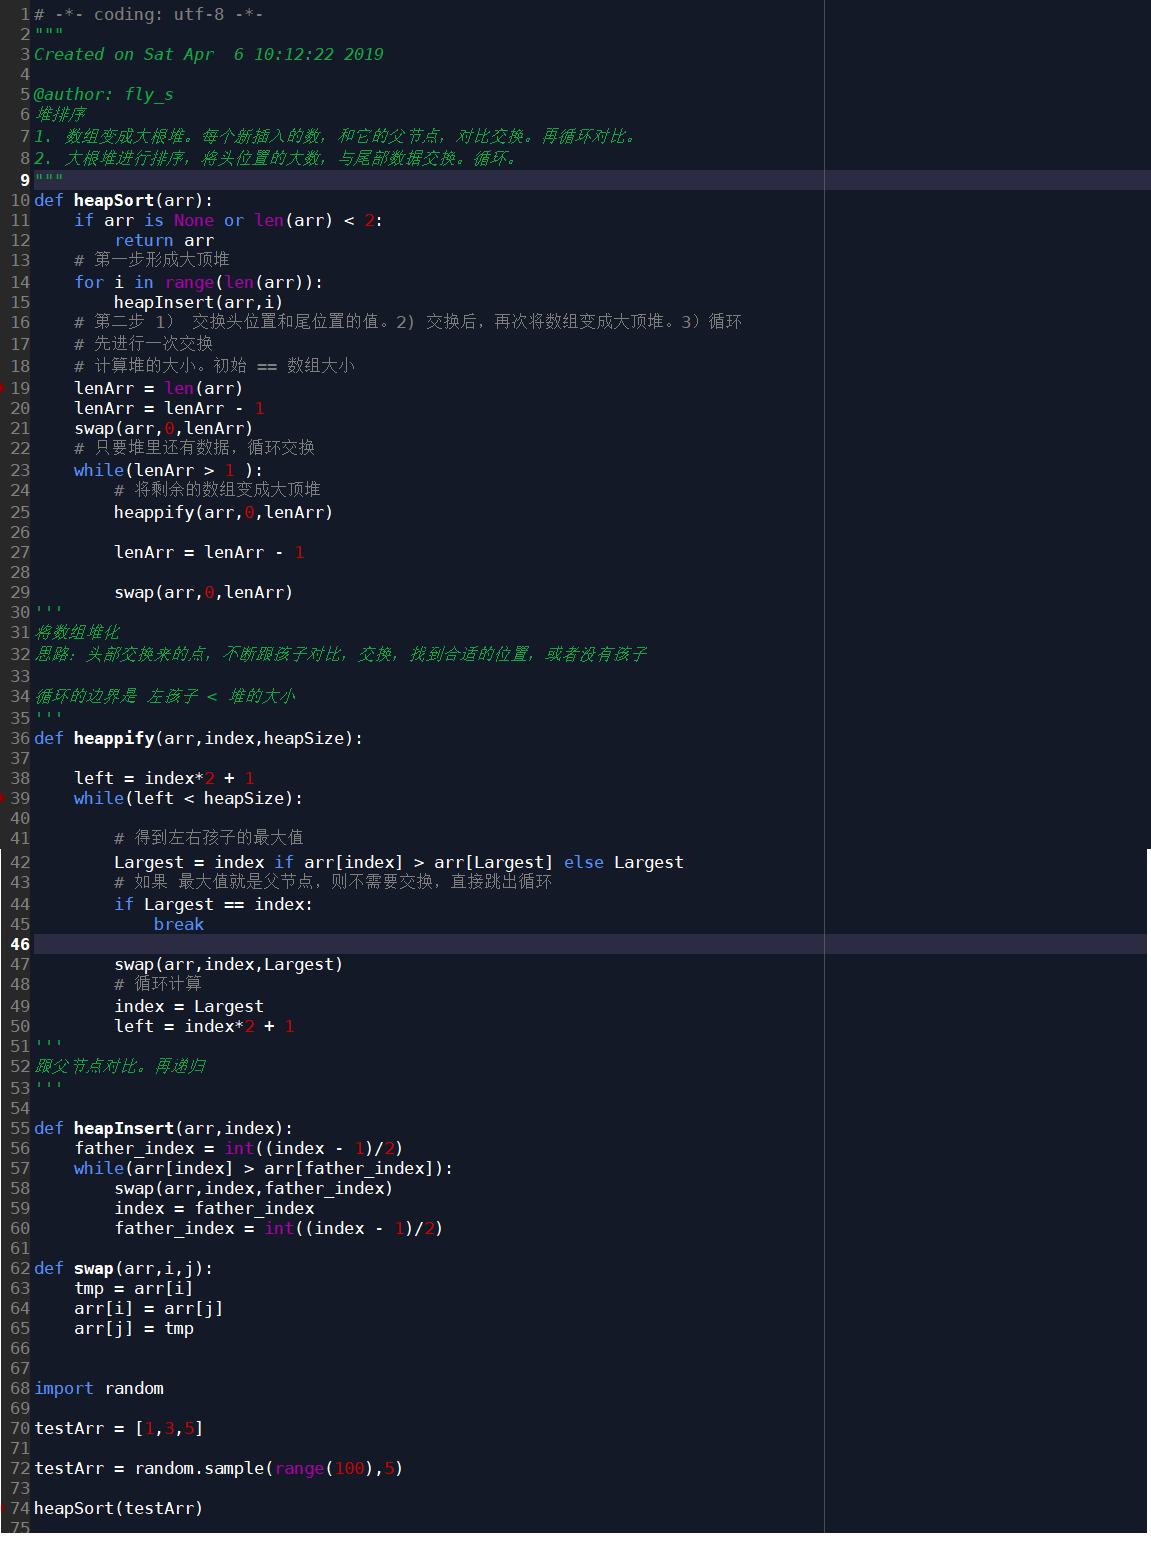 1 # -*- coding: utf-8 -*-
2 """
3 Created on Sat Apr  6 10:12:22 2019
4
5 @author: fly_s
6 堆排序
7 1. 数组变成大根堆。每个新插入的数，和它的父节点，对比交换。再循环对比。
8 2. 大根堆进行排序，将头位置的大数，与尾部数据交换。循环。
9 """
10 def heapSort(arr):
11     if arr is None or len(arr) < 2:
12         return arr
13     # 第一步形成大顶堆
14     for i in range(len(arr)):
15         heapInsert(arr,i)
16     # 第二步 1） 交换头位置和尾位置的值。2) 交换后，再次将数组变成大顶堆。3）循环
17     # 先进行一次交换
18     # 计算堆的大小。初始 == 数组大小
19     lenArr = len(arr)
20     lenArr = lenArr - 1
21     swap(arr,0,lenArr)
22     # 只要堆里还有数据，循环交换
23     while(lenArr > 1 ):
24         # 将剩余的数组变成大顶堆
25         heappify(arr,0,lenArr)
26
27         lenArr = lenArr - 1
28
29         swap(arr,0,lenArr)
30 '''
31 将数组堆化
32 思路：头部交换来的点，不断跟孩子对比，交换，找到合适的位置，或者没有孩子
33
34 循环的边界是 左孩子 < 堆的大小
35 '''
36 def heappify(arr,index,heapSize):
37
38     left = index*2 + 1
39     while(left < heapSize):
40
41         # 得到左右孩子的最大值
42         Largest = index if arr[index] > arr[Largest] else Largest
43         # 如果 最大值就是父节点，则不需要交换，直接跳出循环
44         if Largest == index:
45             break
46
47         swap(arr,index,Largest)
48         # 循环计算
49         index = Largest
50         left = index*2 + 1
51 '''
52 跟父节点对比。再递归
53 '''
54
55 def heapInsert(arr,index):
56     father_index = int((index - 1)/2)
57     while(arr[index] > arr[father_index]):
58         swap(arr,index,father_index)
59         index = father_index
60         father_index = int((index - 1)/2)
61
62 def swap(arr,i,j):
63     tmp = arr[i]
64     arr[i] = arr[j]
65     arr[j] = tmp
66
67
68 import random
69
70 testArr = [1,3,5]
71
72 testArr = random.sample(range(100),5)
73
74 heapSort(testArr)
75